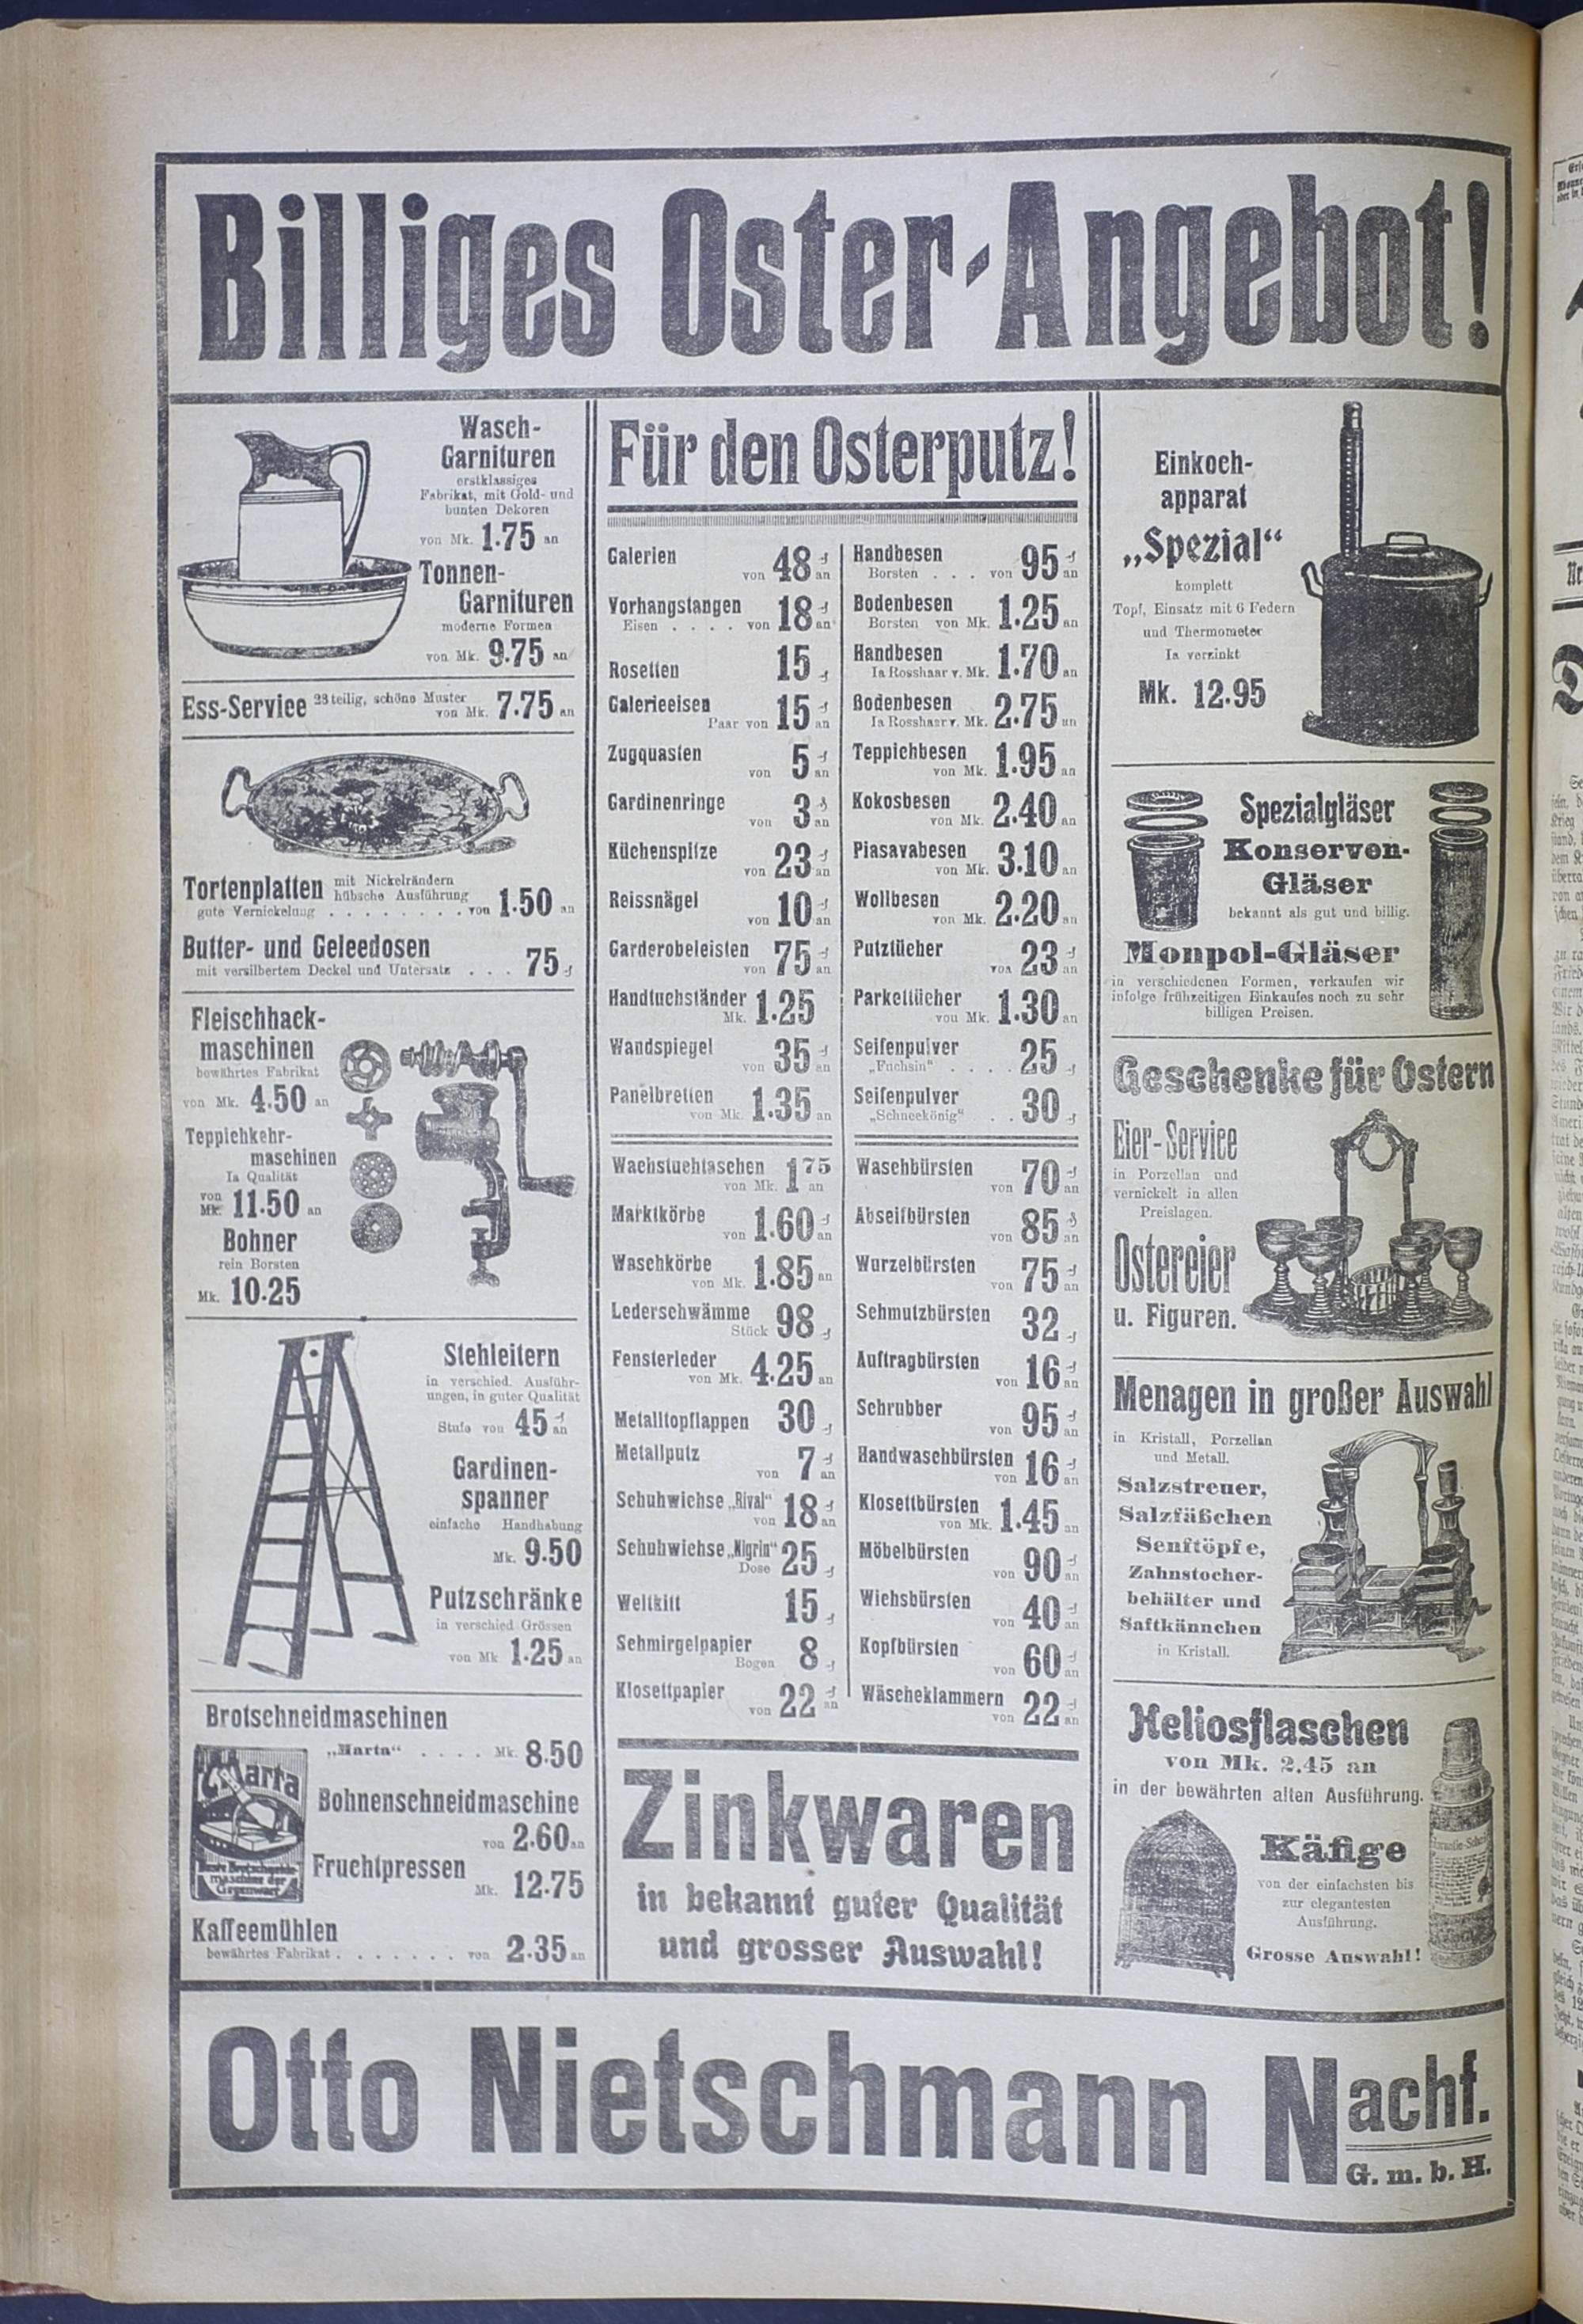 Billiges Oster-Angebot!
Wasch-
Garnituren
erstklassiges
Fabrikat, mit Gold- und
bunten Dekoren
von Mk. 1.75 an
Tonnen-
Garnituren
moderne Formen
von Mk. 9.75 an
Ess-Service 23 teilig, schöne Muster
von Mk. 7.75 an
Tortenplatten mit Nickelrändern
hübsche Ausführung
gute Vernickelung . . . . . . . . von 1.50 an
Butter- und Geleedosen
mit versilbertem Deckel und Untersatz . . . 75 ₰
Fleischhack-
maschinen
bewährtes Fabrikat
von Mk. 4.50 an
Teppichkehr-
maschinen
Ia Qualität
von Mk. 11.50 an
Bohner
rein Borsten
Mk. 10.25
Stehleitern
in verschied. Ausführ-
ungen, in guter Qualität
Stufe von 45 ₰ an
Gardinen-
spanner
einfache Handhabung
Mk. 9.50
Putzschränke
in verschied Grössen
von Mk 1.25 an
Brotschneidmaschinen
„Marta“ . . . . Mk. 8.50
Marta
Bohnenschneidmaschine
von 2.60 an
Fruchtpressen
Mk. 12.75
Kaffeemühlen
bewährtes Fabrikat . . . . . . . von 2.35 an
Für den Osterputz!
Galerien
von 48 ₰ an
Vorhangstangen
Eisen . . . . von 18 ₰ an
Rosetten 15 ₰
Galerieeisen
Paar von 15 ₰ an
Zugquasten
von 5 ₰ an
Gardinenringe
von 3 ₰ an
Küchenspitze
von 23 ₰ an
Reissnägel
von 10 ₰ an
Garderobeleisten
von 75 ₰ an
Handtuchständer
Mk. 1.25
Wandspiegel
von 35 ₰ an
Panelbretten
von Mk. 1.35 an
Handbesen
Borsten . . . von 95 ₰ an
Bodenbesen
Borsten von Mk. 1.25 an
Handbesen
Ia Rosshaar v. Mk. 1.70 an
Bodenbesen
Ia Rosshaar v. Mk. 2.75 an
Teppichbesen
von Mk. 1.95 an
Kokosbesen
von Mk. 2.40 an
Piasavabesen
von Mk. 3.10 an
Wollbesen
von Mk. 2.20 an
Putztücher
von 23 ₰ an
Parkettücher
von Mk. 1.30 an
Seifenpulver
„Fuchsin“ . . . . 25 ₰
Seifenpulver
„Schneekönig“ . . 30 ₰
Wachstuchtaschen
von Mk. 1 75 an
Marktkörbe
von 1.60 ₰ an
Waschkörbe
von Mk. 1.85 an
Lederschwämme
Stück 98 ₰
Fensterleder
von Mk. 4.25 an
Metalltopflappen 30 ₰
Metallputz
von 7 ₰ an
Schuhwichse „Rival“
von 18 ₰ an
Schuhwichse „Nigrin“
Dose 25 ₰
Weltkitt 15 ₰
Schmirgelpapier
Bogen 8 ₰
Klosettpapier
von 22 ₰ an
Waschbürsten
von 70 ₰ an
Abseifbürsten
von 85 ₰ an
Wurzelbürsten
von 75 ₰ an
Schmutzbürsten
32 ₰
Auftragbürsten
von 16 ₰ an
Schrubber
von 95 ₰ an
Handwaschbürsten
von 16 ₰ an
Klosettbürsten
von Mk. 1.45 an
Möbelbürsten
von 90 ₰ an
Wichsbürsten
von 40 ₰ an
Kopfbürsten
von 60 ₰ an
Wäscheklammern
von 22 ₰ an
Zinkwaren
in bekannt guter Qualität
und grosser Auswahl!
Einkoch-
apparat
„Spezial“
komplett
Topf, Einsatz mit 6 Federn
und Thermometer
Ia verzinkt
Mk. 12.95
Spezialgläser
Konserven-
Gläser
bekannt als gut und billig.
Monpol-Gläser
in verschiedenen Formen, verkaufen wir
infolge frühzeitigen Einkaufes noch zu sehr
billigen Preisen.
Geschenke für Ostern
Eier-Service
in Porzellan und
vernickelt in allen
Preislagen.
Ostereier
u. Figuren.
Menagen in großer Auswahl
in Kristall, Porzellan
und Metall.
Salzstreuer,
Salzfäßchen
Senftöpfe,
Zahnstocher-
behälter und
Saftkännchen
in Kristall.
Heliosflaschen
von Mk. 2.45 an
in der bewährten alten Ausführung.
Käfige
von der einfachsten bis
zur elegantesten
Ausführung.
Grosse Auswahl!
Otto Nietschmann Nachf.
G. m. b. H.